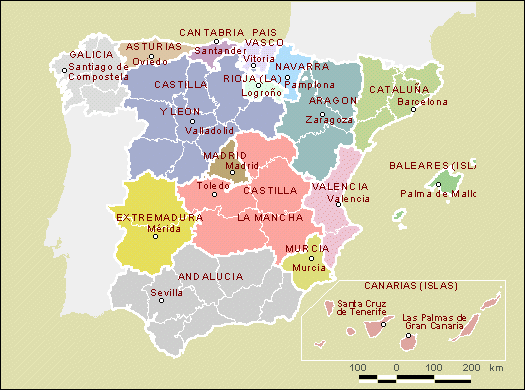 CANTABRIA PAIS
VASCO
ASTURIAS
Oviedo
Santander
GALICIA
Santiago de
Compostela
Vitoria
NAVARRA
Pamplona
RIOJA (LA)
Logroño
CASTILLA
Y LEON
Valladolid
ARAGON
Zaragoza
CATALUÑA
Barcelona
MADRID
Madrid
BALEARES (ISL
Palma de Mallo
Toledo
CASTILLA
LA MANCHA
VALENCIA
Valencia
EXTREMADURA
Mérida
MURCIA
Murcia
ANDALUCIA
Sevilla
CANARIAS (ISLAS)
Santa Cruz
de Tenerife
Las Palmas de
Gran Canaria
100 0 100 200 km